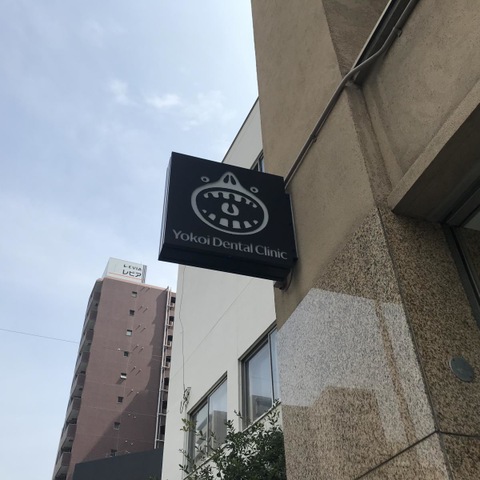 Yokoi Dental Clinic
LEVIA
レビア